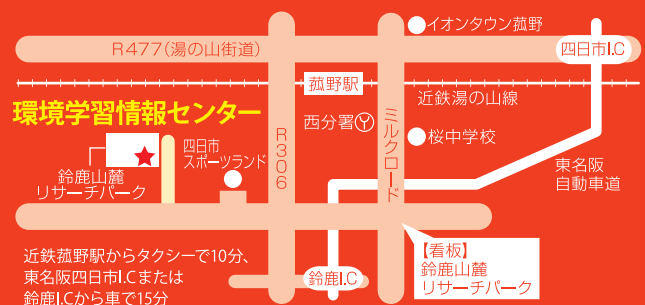 イオンタウン菰野
R477(湯の山街道)
四日市I.C
菰野駅
近鉄湯の山線
環境学習情報センター
R306
西分署
ミルクロード
桜中学校
四日市
スポーツランド
鈴鹿山麓
リサーチパーク
東名阪
自動車道
近鉄菰野駅からタクシーで10分、
東名阪四日市I.Cまたは
鈴鹿I.Cから車で15分
鈴鹿I.C
【看板】
鈴鹿山麓
リサーチパーク